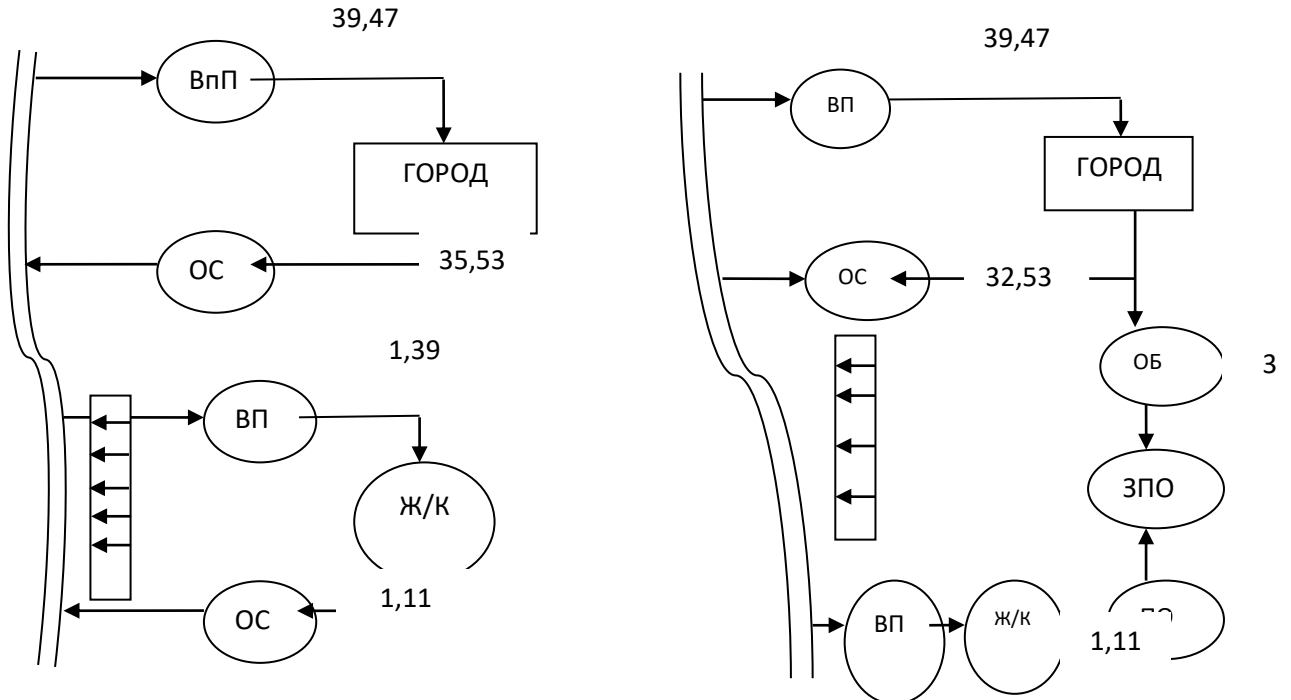 39,47
ВпП
ГОРОД
ОС
35,53
1,39
ВП
Ж/К
1,11
ОС
39,47
ВП
ГОРОД
ОС
32,53
ОБ
3
ЗПО
ВП
Ж/К
1,11